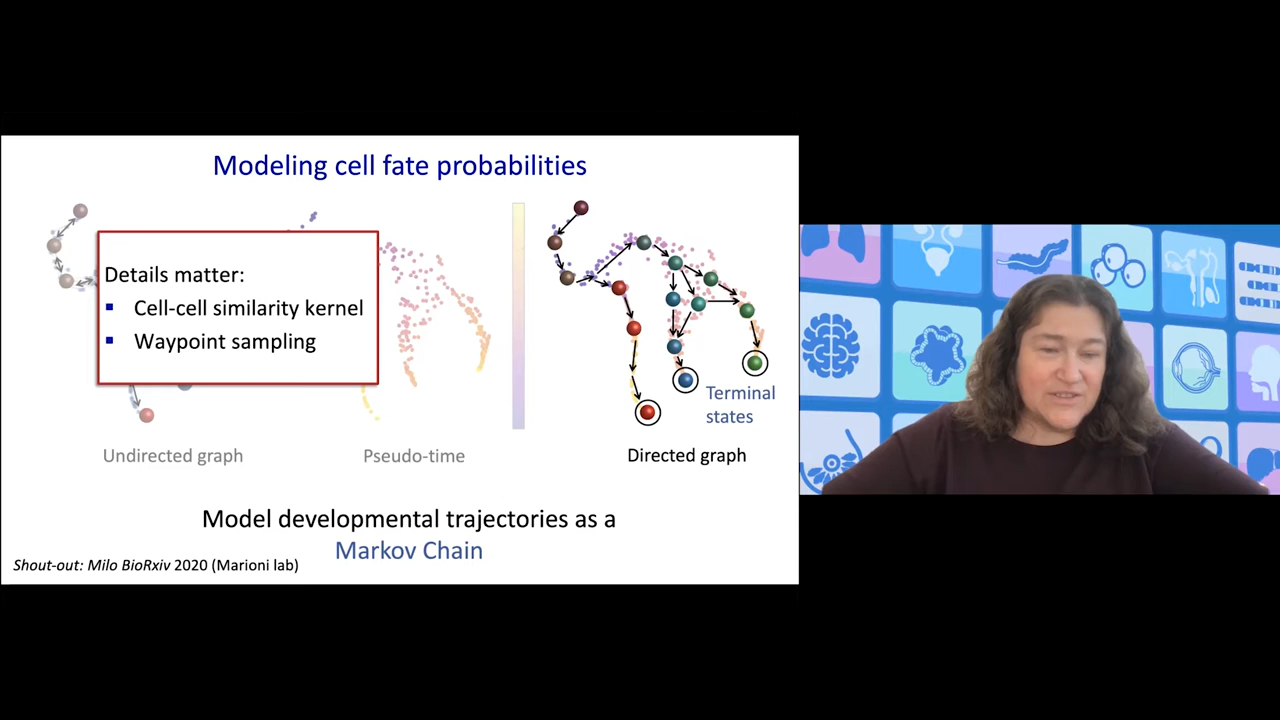 Modeling cell fate probabilities
Details matter:
▪ Cell-cell similarity kernel
▪ Waypoint sampling
Terminal
states
Undirected graph
Pseudo-time
Directed graph
Model developmental trajectories as a
Markov Chain
Shout-out: Milo BioRxiv 2020 (Marioni lab)